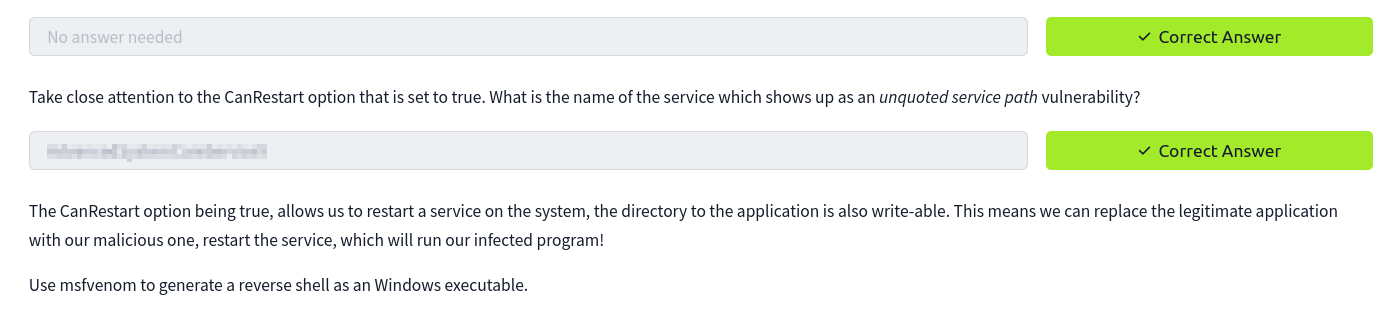 No answer needed
✓ Correct Answer
Take close attention to the CanRestart option that is set to true. What is the name of the service which shows up as an unquoted service path vulnerability?
✓ Correct Answer
The CanRestart option being true, allows us to restart a service on the system, the directory to the application is also write-able. This means we can replace the legitimate application
with our malicious one, restart the service, which will run our infected program!
Use msfvenom to generate a reverse shell as an Windows executable.